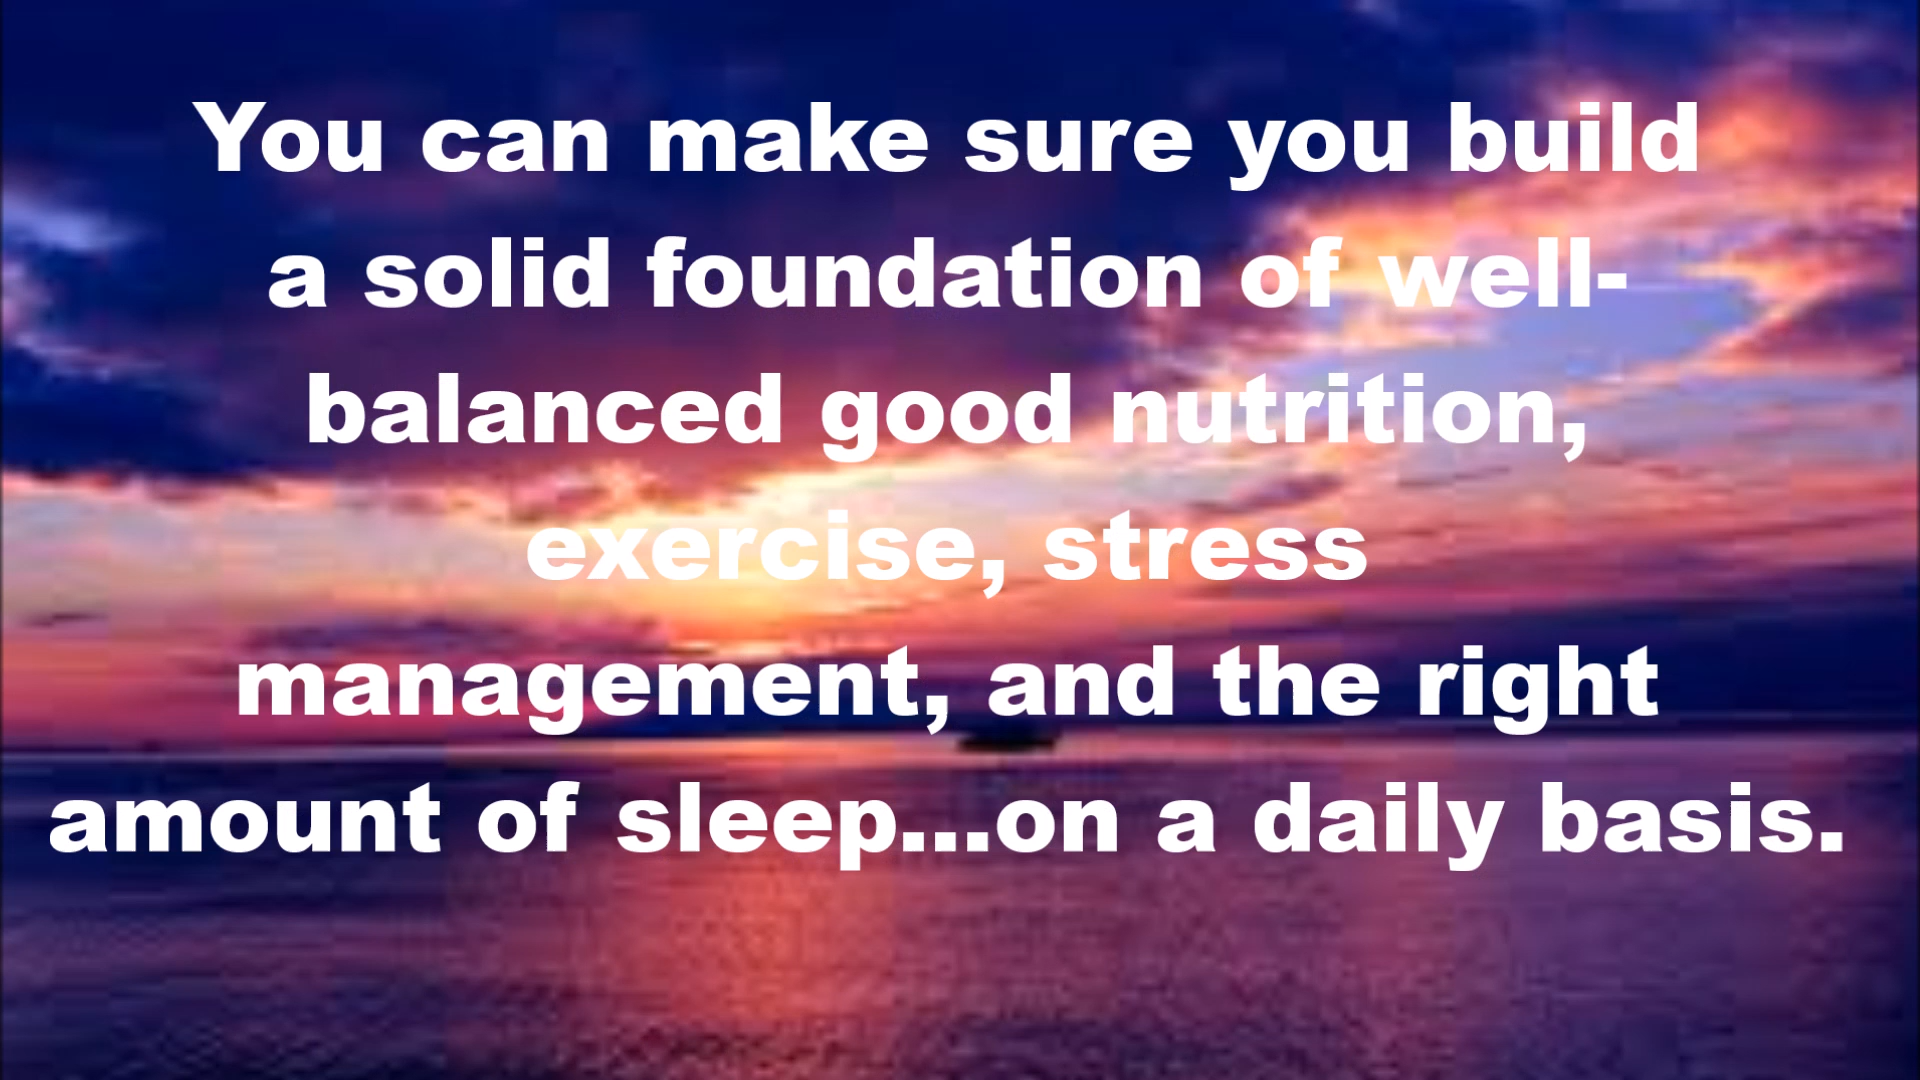 You can make sure you build
a solid foundation of well-
balanced good nutrition,
exercise, stress
management, and the right
amount of sleep...on a daily basis.